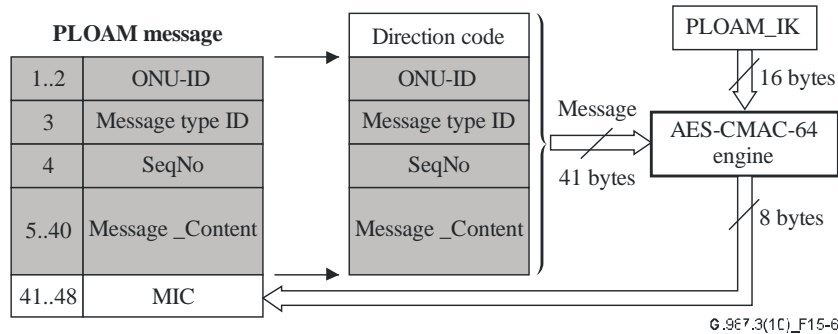 PLOAM message
1..2 ONU-ID
3 Message type ID
4 SeqNo
5..40 Message _Content
41..48 MIC
Direction code
ONU-ID
Message type ID
SeqNo
Message _Content
Message
41 bytes
PLOAM_IK
16 bytes
AES-CMAC-64
engine
8 bytes
G.987.3(10)_F15-6